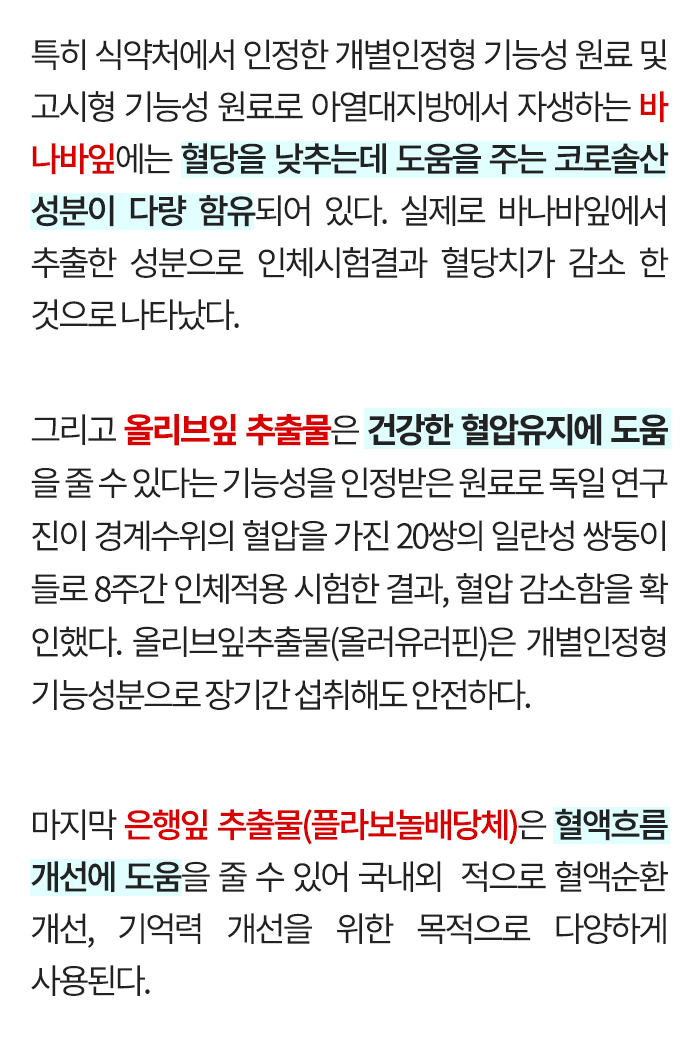 특히 식약처에서 인정한 개별인정형 기능성 원료 및
고시형 기능성 원료로 아열대지방에서 자생하는 바
나바잎에는 혈당을 낮추는데 도움을 주는 코로솔산
성분이 다량 함유되어 있다. 실제로 바나바잎에서
추출한 성분으로 인체시험결과 혈당치가 감소 한
것으로 나타났다.
그리고 올리브잎 추출물은 건강한 혈압유지에 도움
을 줄 수 있다는 기능성을 인정받은 원료로 독일 연구
진이 경계수위의 혈압을 가진 20쌍의 일란성 쌍둥이
들로 8주간 인체적용 시험한 결과, 혈압 감소함을 확
인했다. 올리브잎추출물(올러유러핀)은 개별인정형
기능성분으로 장기간 섭취해도 안전하다.
마지막 은행잎 추출물(플라보놀배당체)은 혈액흐름
개선에 도움을 줄 수 있어 국내외  적으로 혈액순환
개선, 기억력 개선을 위한 목적으로 다양하게
사용된다.